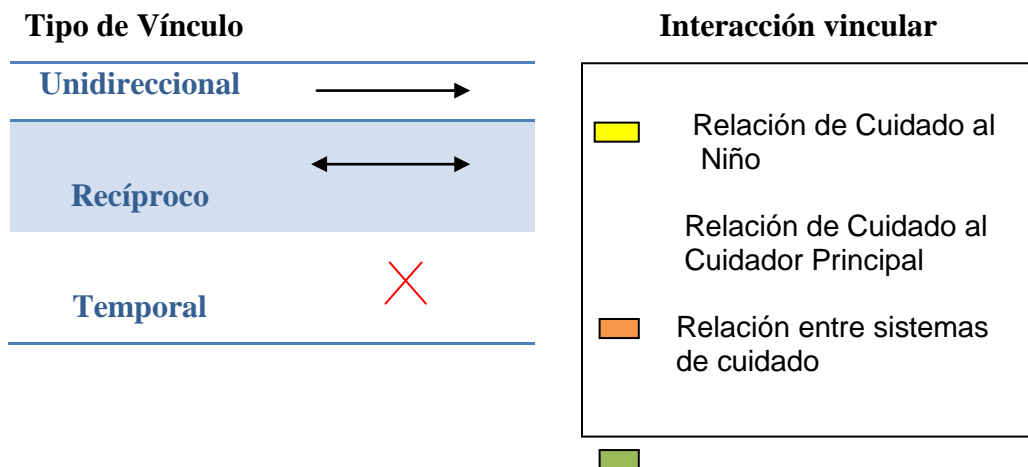 Tipo de Vínculo
Unidireccional
Recíproco
Temporal
Interacción vincular
Relación de Cuidado al
Niño
Relación de Cuidado al
Cuidador Principal
Relación entre sistemas
de cuidado